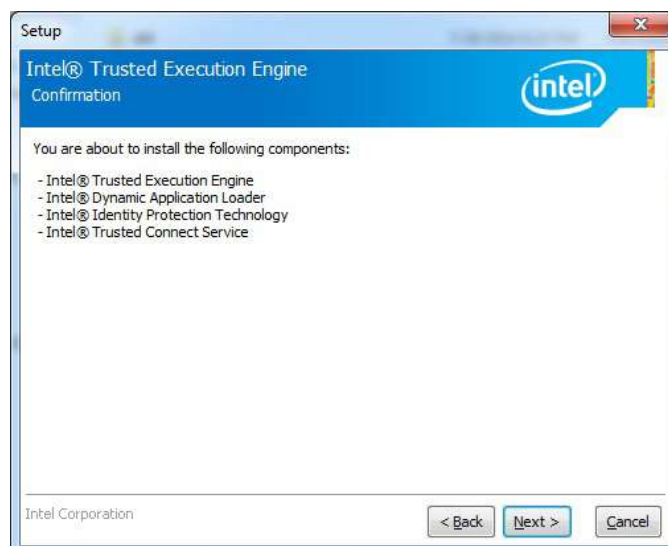 Setup
Intel® Trusted Execution Engine
Confirmation
intel
You are about to install the following components:
- Intel® Trusted Execution Engine
- Intel® Dynamic Application Loader
- Intel® Identity Protection Technology
- Intel® Trusted Connect Service
Intel Corporation
< Back
Next >
Cancel